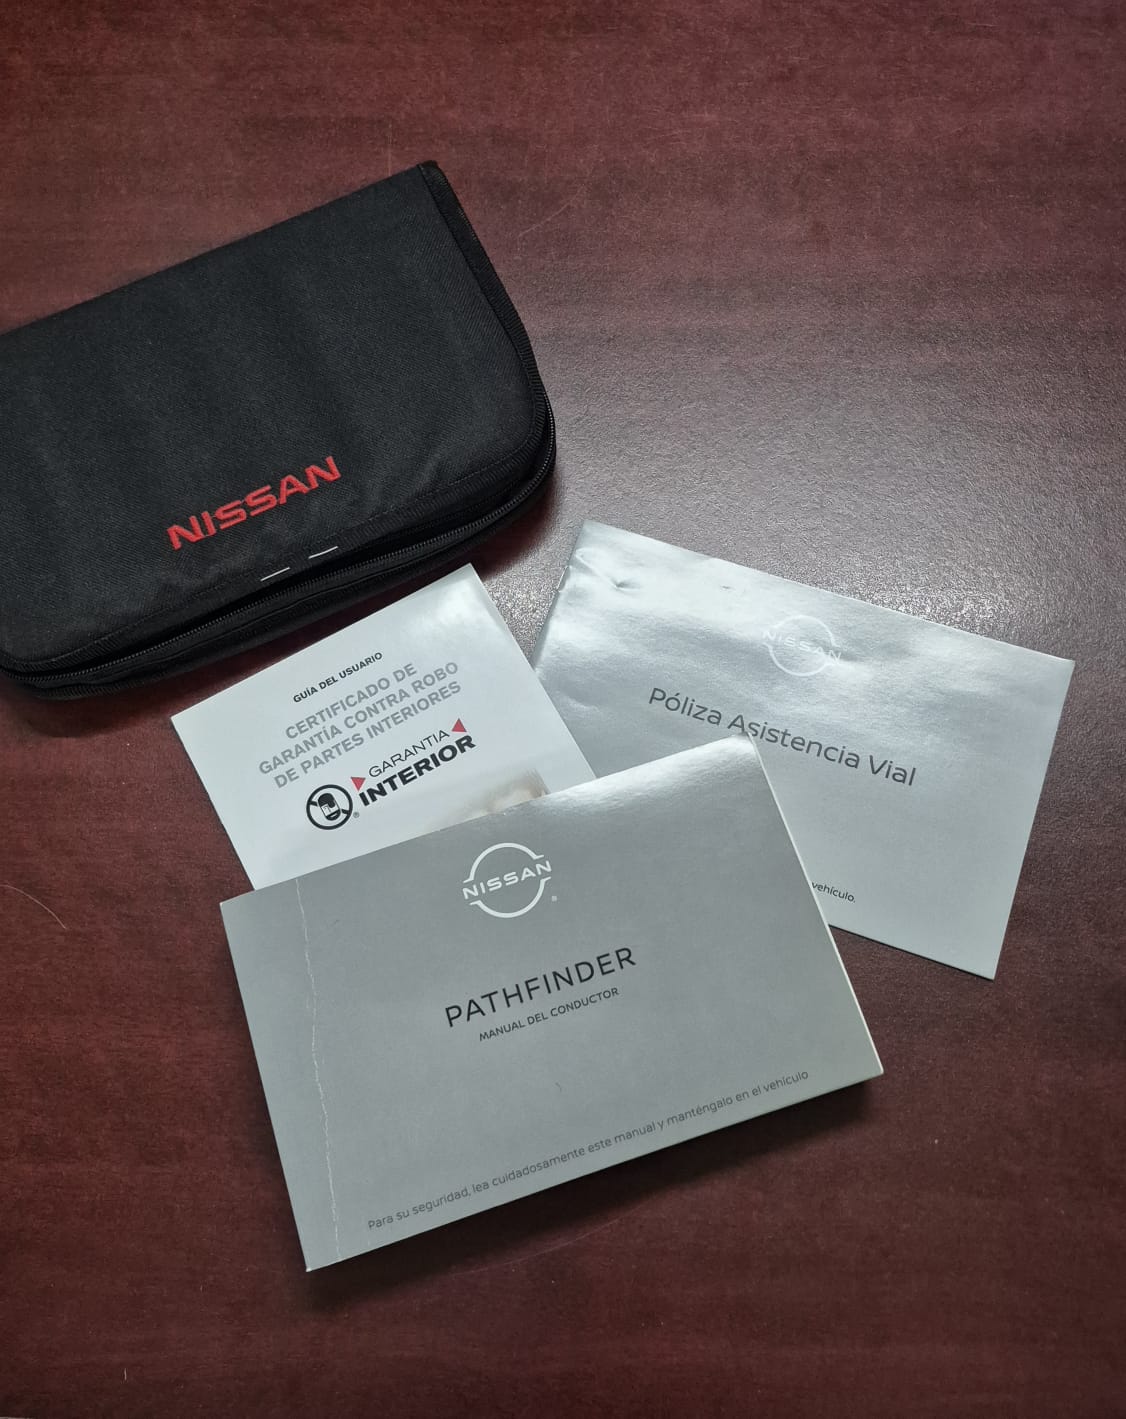 NISSAN
GUÍA DEL USUARIO
CERTIFICADO DE
GARANTÍA CONTRA ROBO
DE PARTES INTERIORES
GARANTIA
INTERIOR
®
NISSAN
Póliza Asistencia Vial
vehículo.
NISSAN
®
PATHFINDER
MANUAL DEL CONDUCTOR
Para su seguridad, lea cuidadosamente este manual y manténgalo en el vehículo